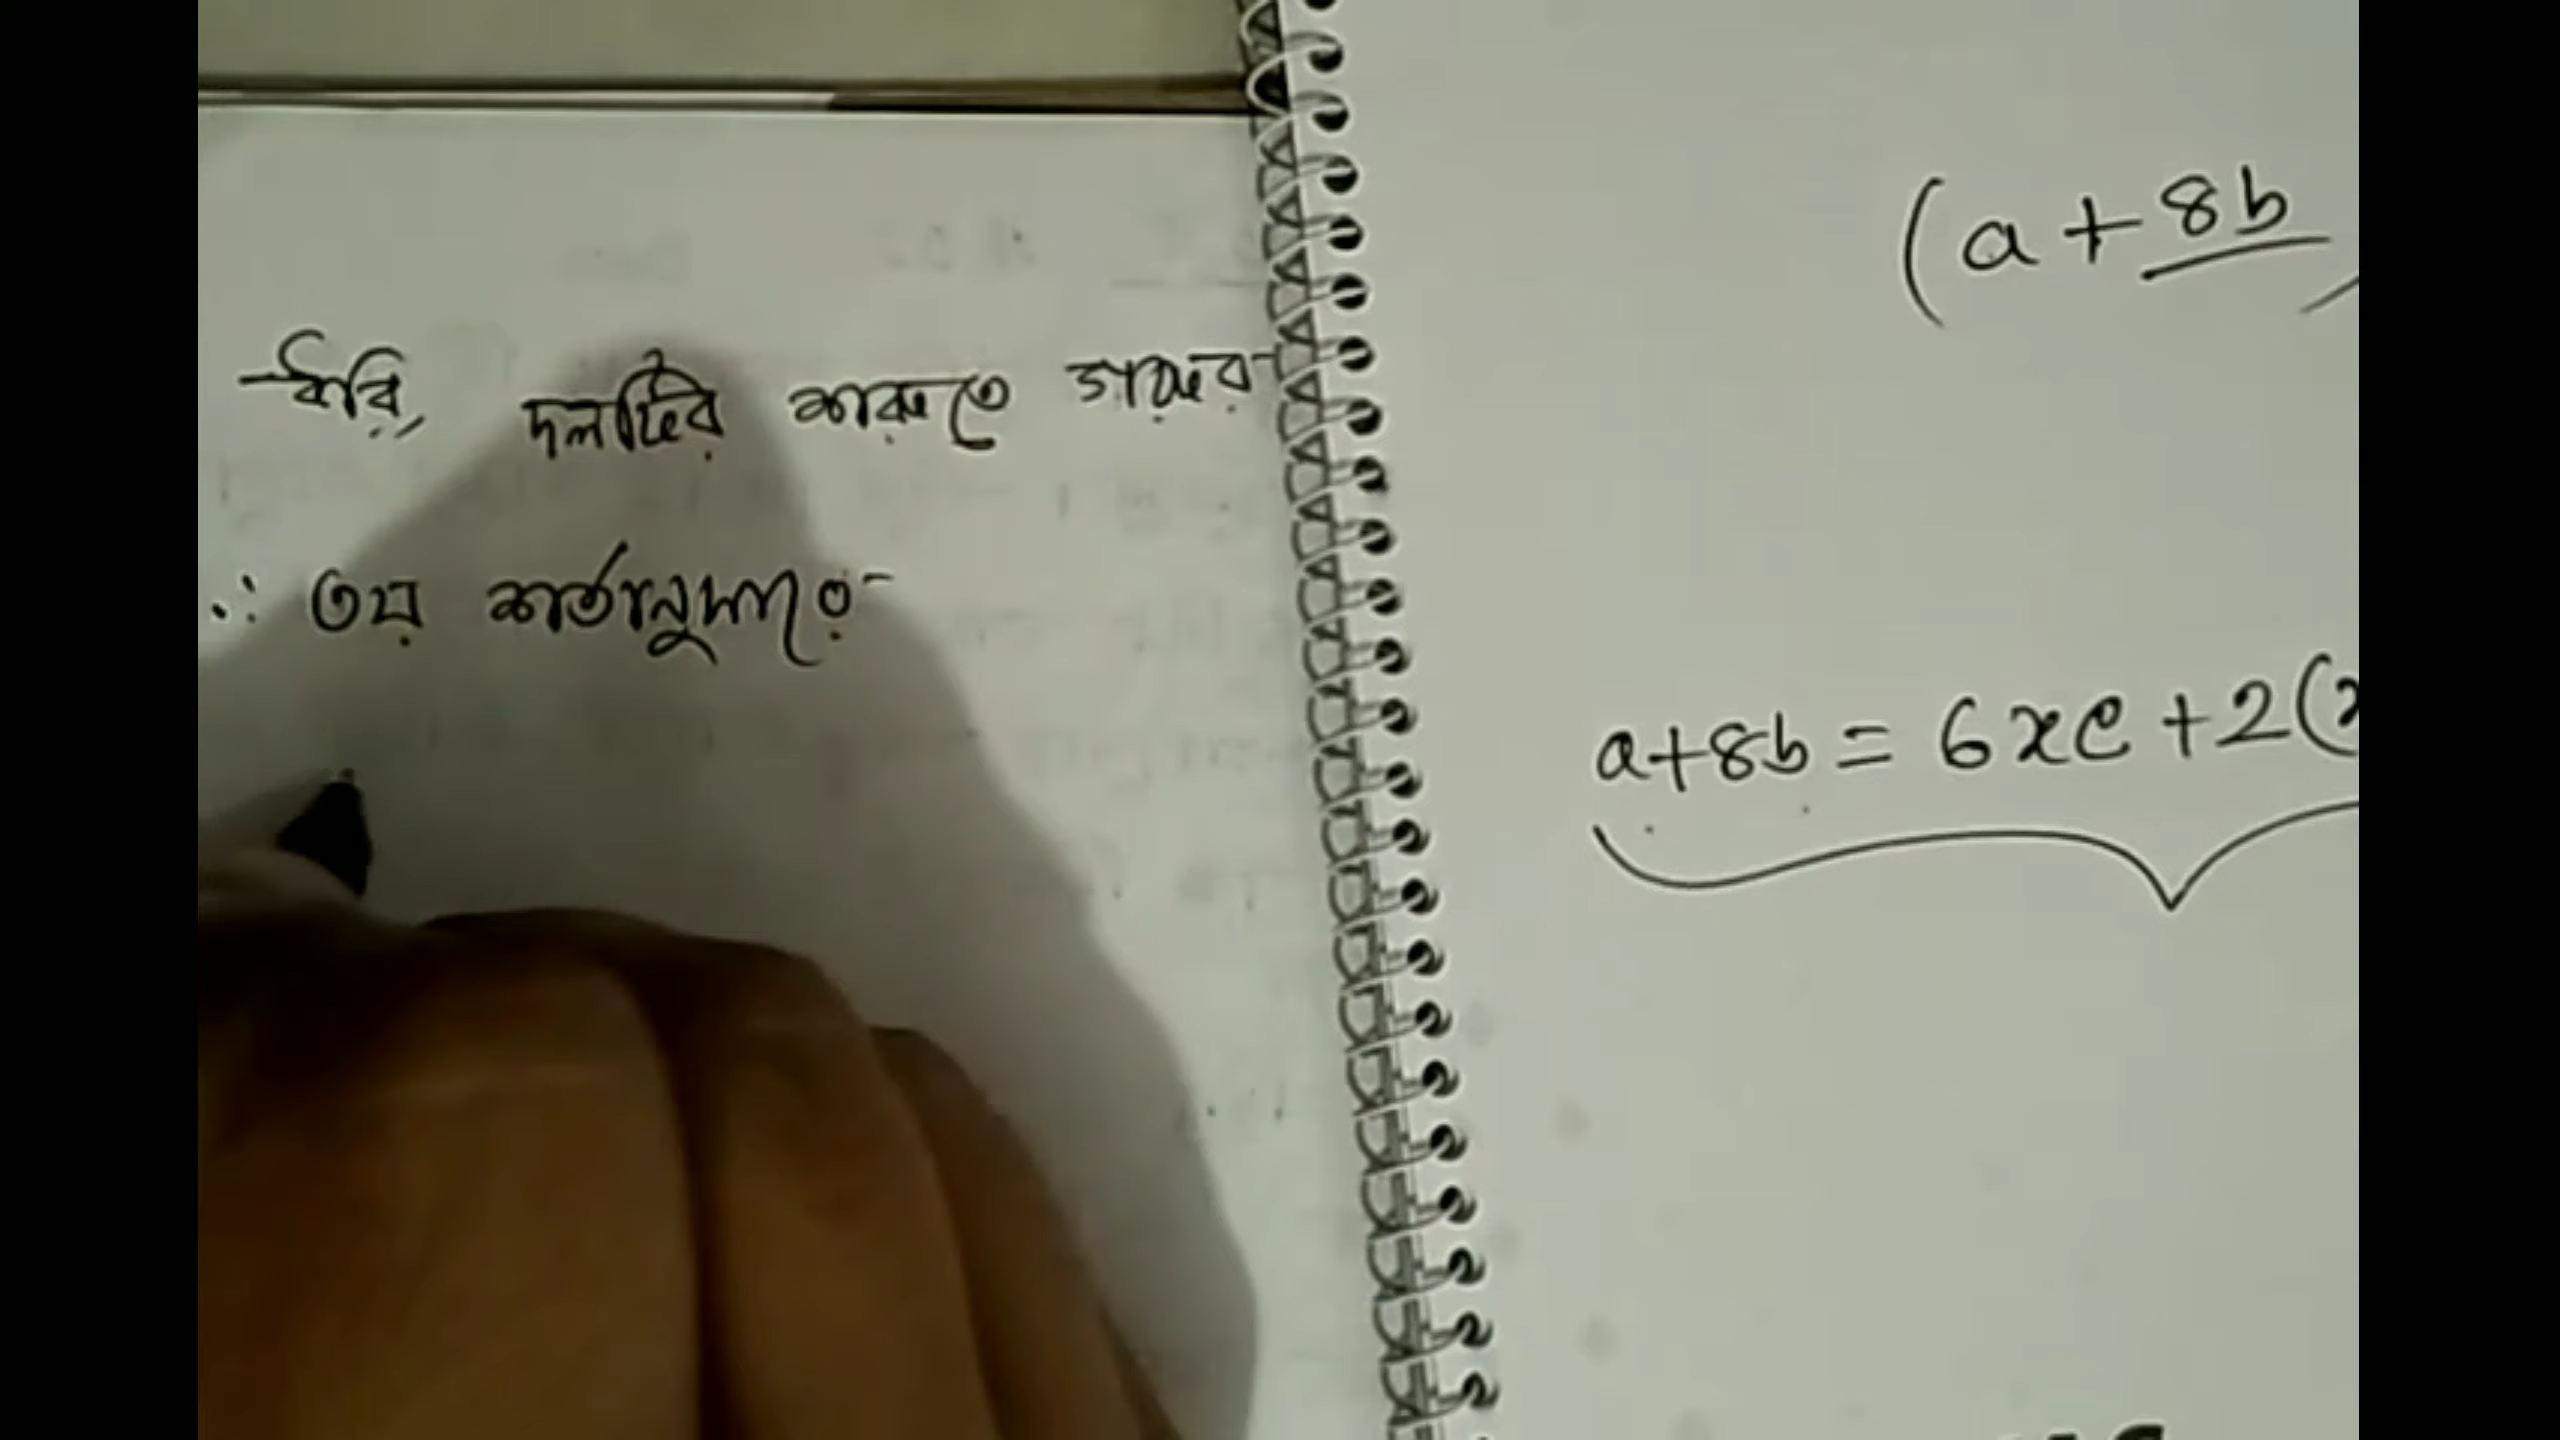 ধরি, দলটির
∴ ৩য় শর্তানুসারে-
(a + 8b
a+8b = 6xc + 2(x